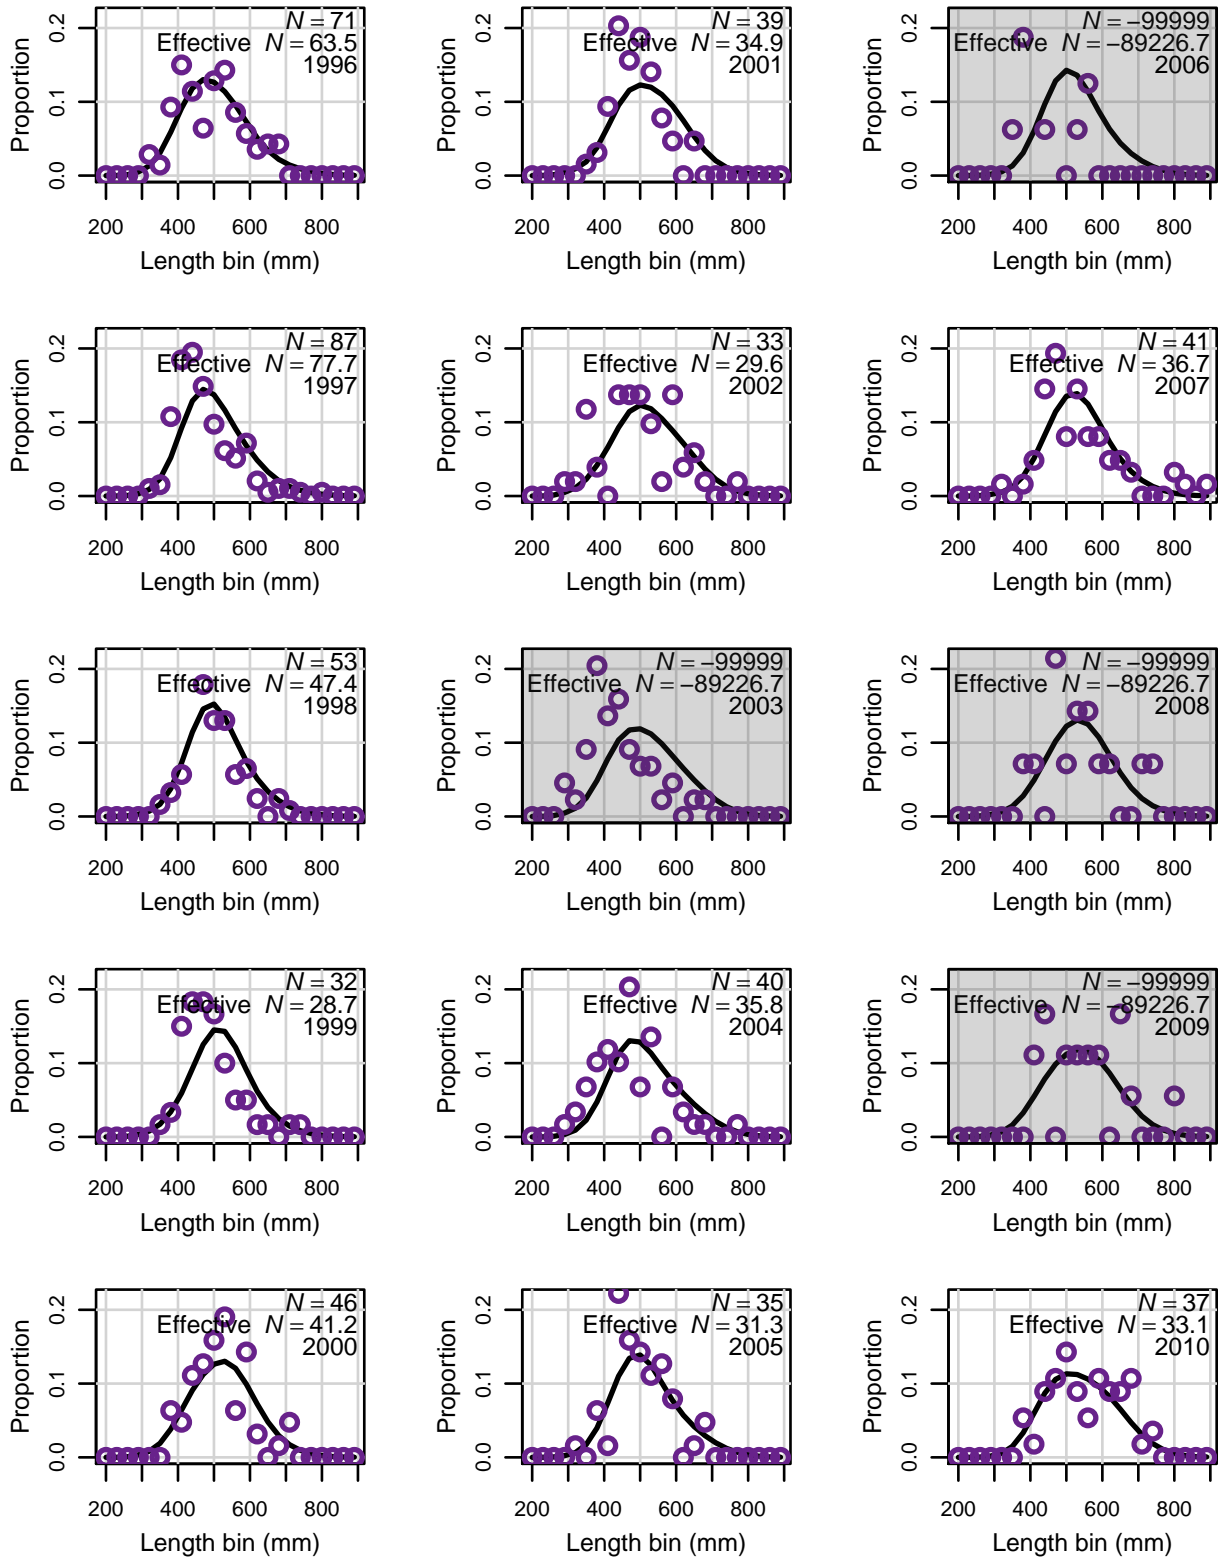 N = 71
Effective N = 63.5
1996
Proportion
0.0 0.1 0.2
200 400 600 800
Length bin (mm)
N = 39
Effective N = 34.9
2001
Proportion
0.0 0.1 0.2
200 400 600 800
Length bin (mm)
N = −99999
Effective N = −89226.7
2006
Proportion
0.0 0.1 0.2
200 400 600 800
Length bin (mm)
N = 87
Effective N = 77.7
1997
Proportion
0.0 0.1 0.2
200 400 600 800
Length bin (mm)
N = 33
Effective N = 29.6
2002
Proportion
0.0 0.1 0.2
200 400 600 800
Length bin (mm)
N = 41
Effective N = 36.7
2007
Proportion
0.0 0.1 0.2
200 400 600 800
Length bin (mm)
N = 53
Effective N = 47.4
1998
Proportion
0.0 0.1 0.2
200 400 600 800
Length bin (mm)
N = −99999
Effective N = −89226.7
2003
Proportion
0.0 0.1 0.2
200 400 600 800
Length bin (mm)
N = −99999
Effective N = −89226.7
2008
Proportion
0.0 0.1 0.2
200 400 600 800
Length bin (mm)
N = 32
Effective N = 28.7
1999
Proportion
0.0 0.1 0.2
200 400 600 800
Length bin (mm)
N = 40
Effective N = 35.8
2004
Proportion
0.0 0.1 0.2
200 400 600 800
Length bin (mm)
N = −99999
Effective N = −89226.7
2009
Proportion
0.0 0.1 0.2
200 400 600 800
Length bin (mm)
N = 46
Effective N = 41.2
2000
Proportion
0.0 0.1 0.2
200 400 600 800
Length bin (mm)
N = 35
Effective N = 31.3
2005
Proportion
0.0 0.1 0.2
200 400 600 800
Length bin (mm)
N = 37
Effective N = 33.1
2010
Proportion
0.0 0.1 0.2
200 400 600 800
Length bin (mm)